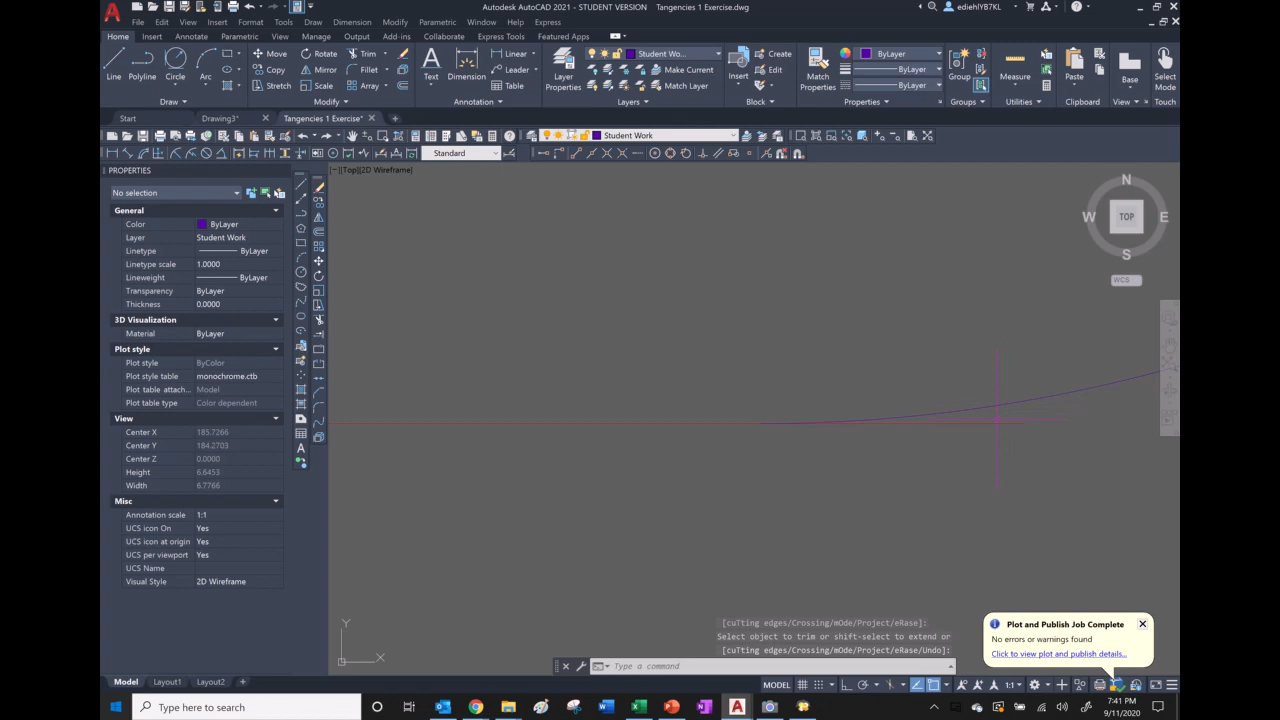 Autodesk AutoCAD 2021 - STUDENT VERSION Tangencies 1 Exercise.dwg
ediehlYB7KL
File Edit View Insert Format Tools Draw Dimension Modify Parametric Window Help Express
Home Insert Annotate Parametric View Manage Output Add-ins Collaborate Express Tools Featured Apps
Line Polyline Circle Arc
Move Rotate Trim
Copy Mirror Fillet
Stretch Scale Array
Text Dimension
Linear
Leader
Table
Layer Properties
Student Wo...
Make Current
Match Layer
Insert
Create
Edit
Match Properties
ByLayer
ByLayer
ByLayer
Group
Measure
Paste
Base
Select Mode
Draw Modify Annotation Layers Block Properties Groups Utilities Clipboard View Touch
Start Drawing3* Tangencies 1 Exercise*
Student Work
Standard
PROPERTIES
[−][Top][2D Wireframe]
No selection
General
Color ByLayer
Layer Student Work
Linetype ByLayer
Linetype scale 1.0000
Lineweight ByLayer
Transparency ByLayer
Thickness 0.0000
3D Visualization
Material ByLayer
Plot style
Plot style ByColor
Plot style table monochrome.ctb
Plot table attach... Model
Plot table type Color dependent
View
Center X 185.7266
Center Y 184.2703
Center Z 0.0000
Height 6.6453
Width 6.7766
Misc
Annotation scale 1:1
UCS icon On Yes
UCS icon at origin Yes
UCS per viewport Yes
UCS Name
Visual Style 2D Wireframe
N
W TOP E
S
WCS
Y
X
[cuTting edges/Crossing/mOde/Project/eRase]:
Select object to trim or shift-select to extend or
[cuTting edges/Crossing/mOde/Project/eRase/Undo]:
Type a command
Plot and Publish Job Complete
No errors or warnings found
Click to view plot and publish details...
Model Layout1 Layout2
MODEL 1:1
Type here to search
7:41 PM
9/11/2020